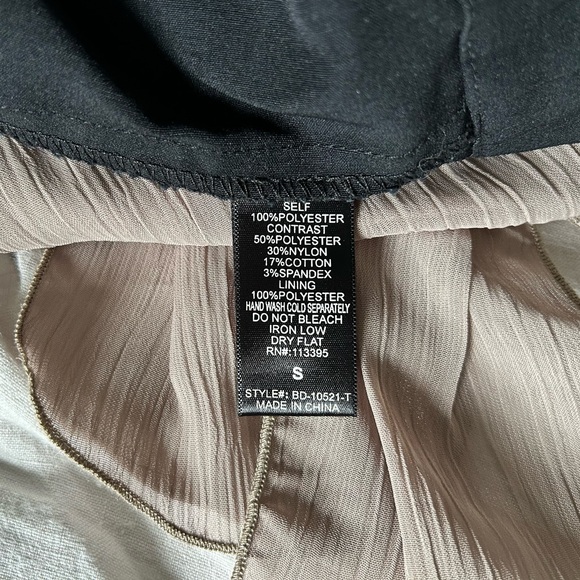 SELF
100%POLYESTER
CONTRAST
50%POLYESTER
30%NYLON
17%COTTON
3%SPANDEX
LINING
100%POLYESTER
HAND WASH COLD SEPARATELY
DO NOT BLEACH
IRON LOW
DRY FLAT
RN#:113395
S
STYLE#: BD-10521-T
MADE IN CHINA